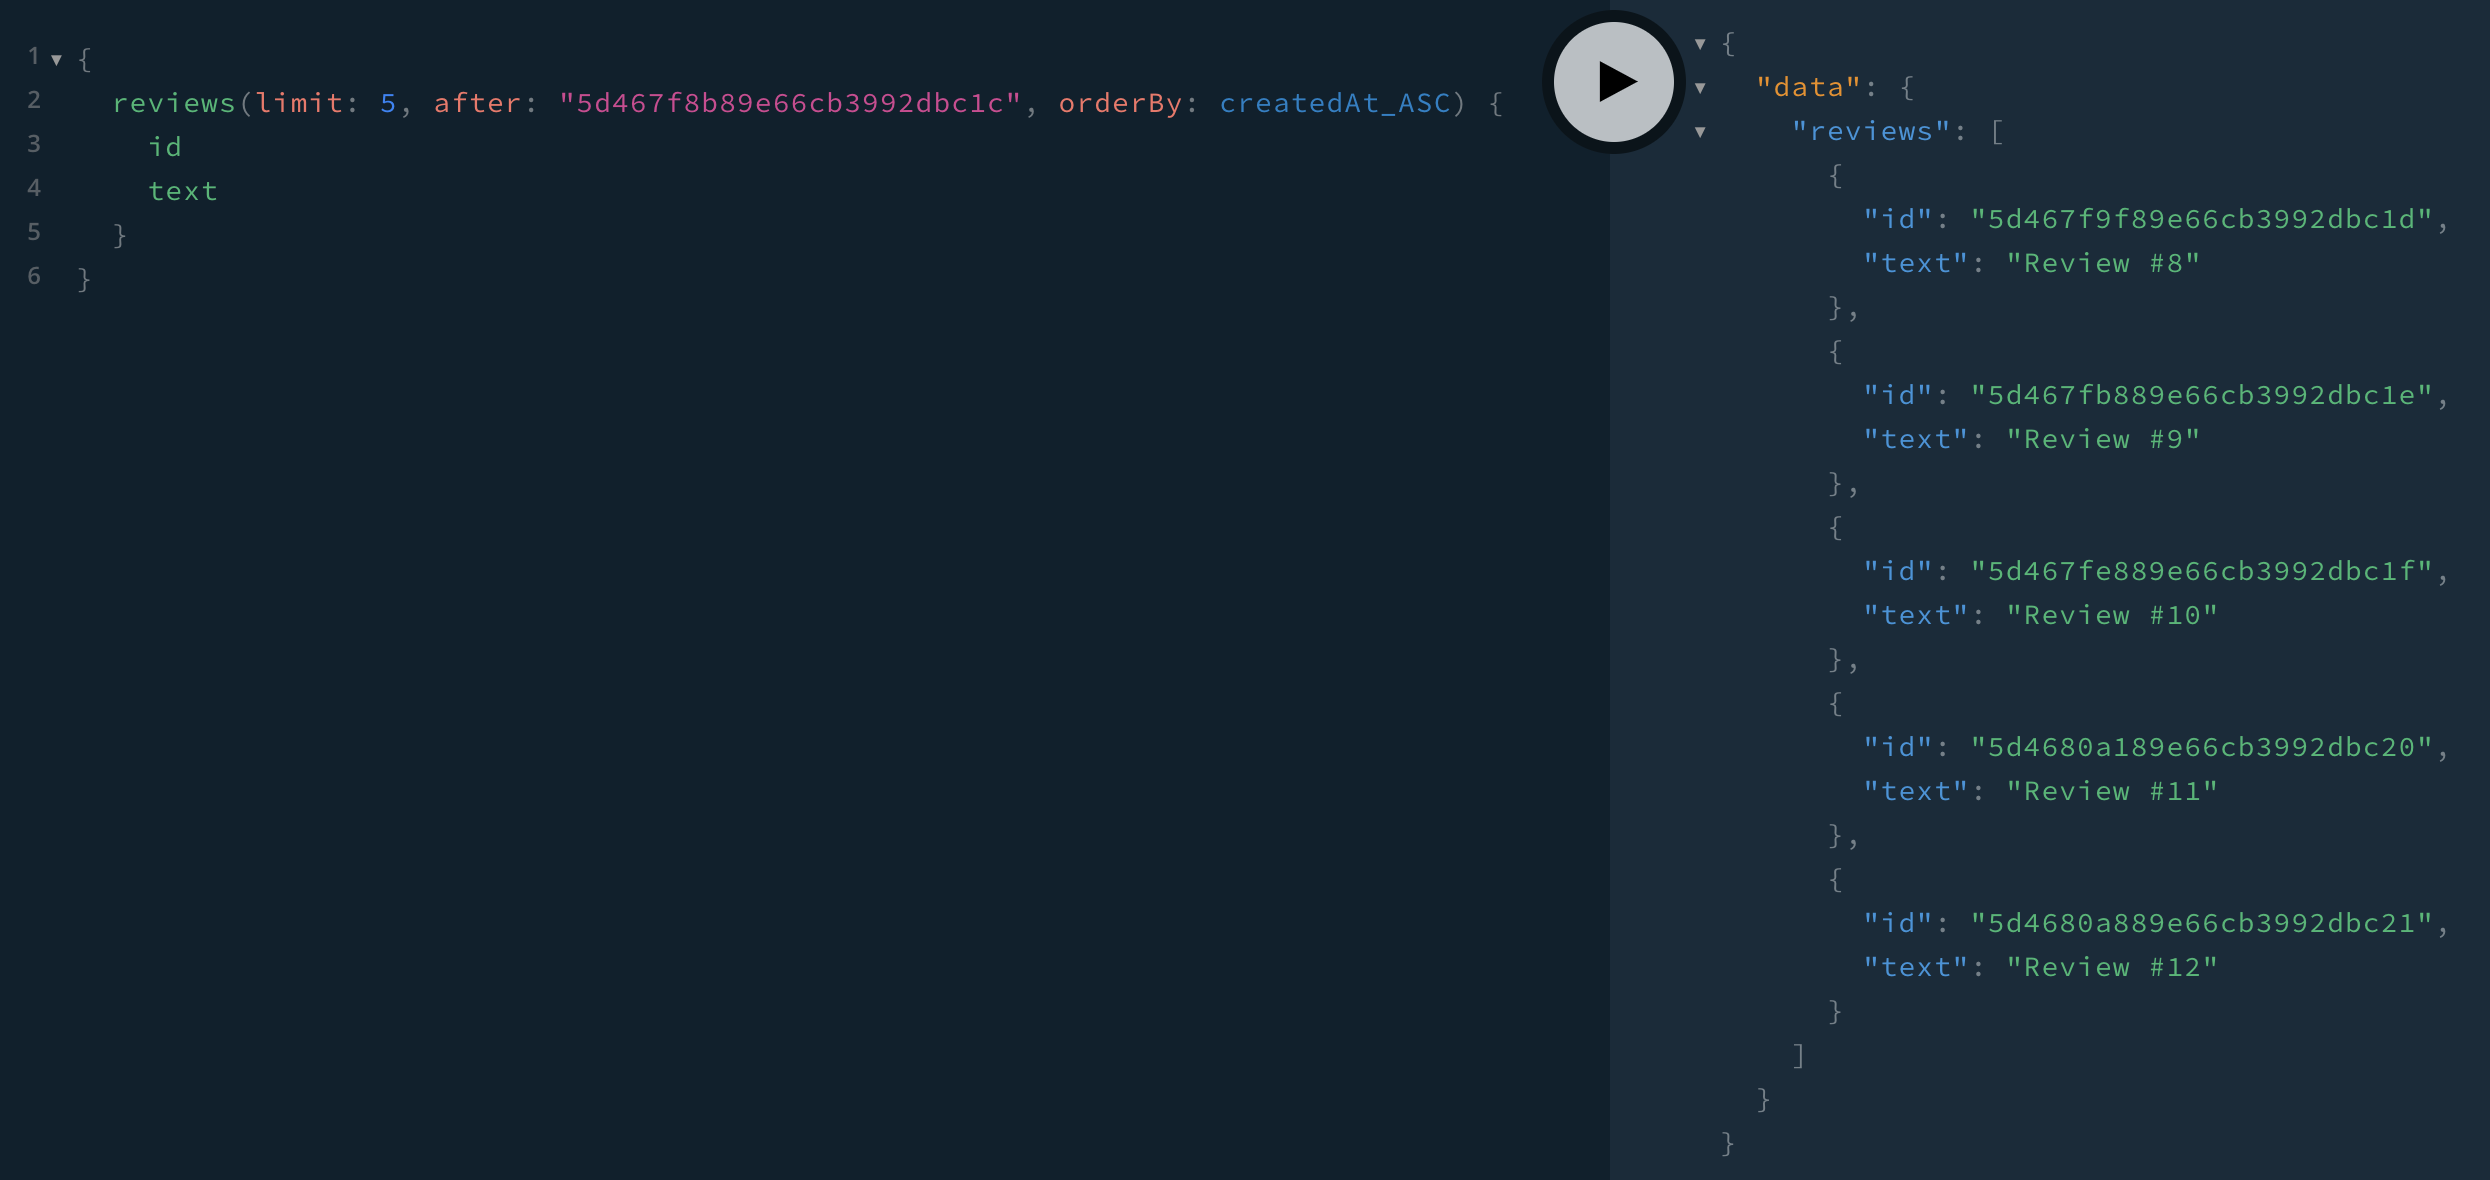 1 {
2 reviews(limit: 5, after: "5d467f8b89e66cb3992dbc1c", orderBy: createdAt_ASC) {
3 id
4 text
5 }
6 }
{
"data": {
"reviews": [
{
"id": "5d467f9f89e66cb3992dbc1d",
"text": "Review #8"
},
{
"id": "5d467fb889e66cb3992dbc1e",
"text": "Review #9"
},
{
"id": "5d467fe889e66cb3992dbc1f",
"text": "Review #10"
},
{
"id": "5d4680a189e66cb3992dbc20",
"text": "Review #11"
},
{
"id": "5d4680a889e66cb3992dbc21",
"text": "Review #12"
}
]
}
}